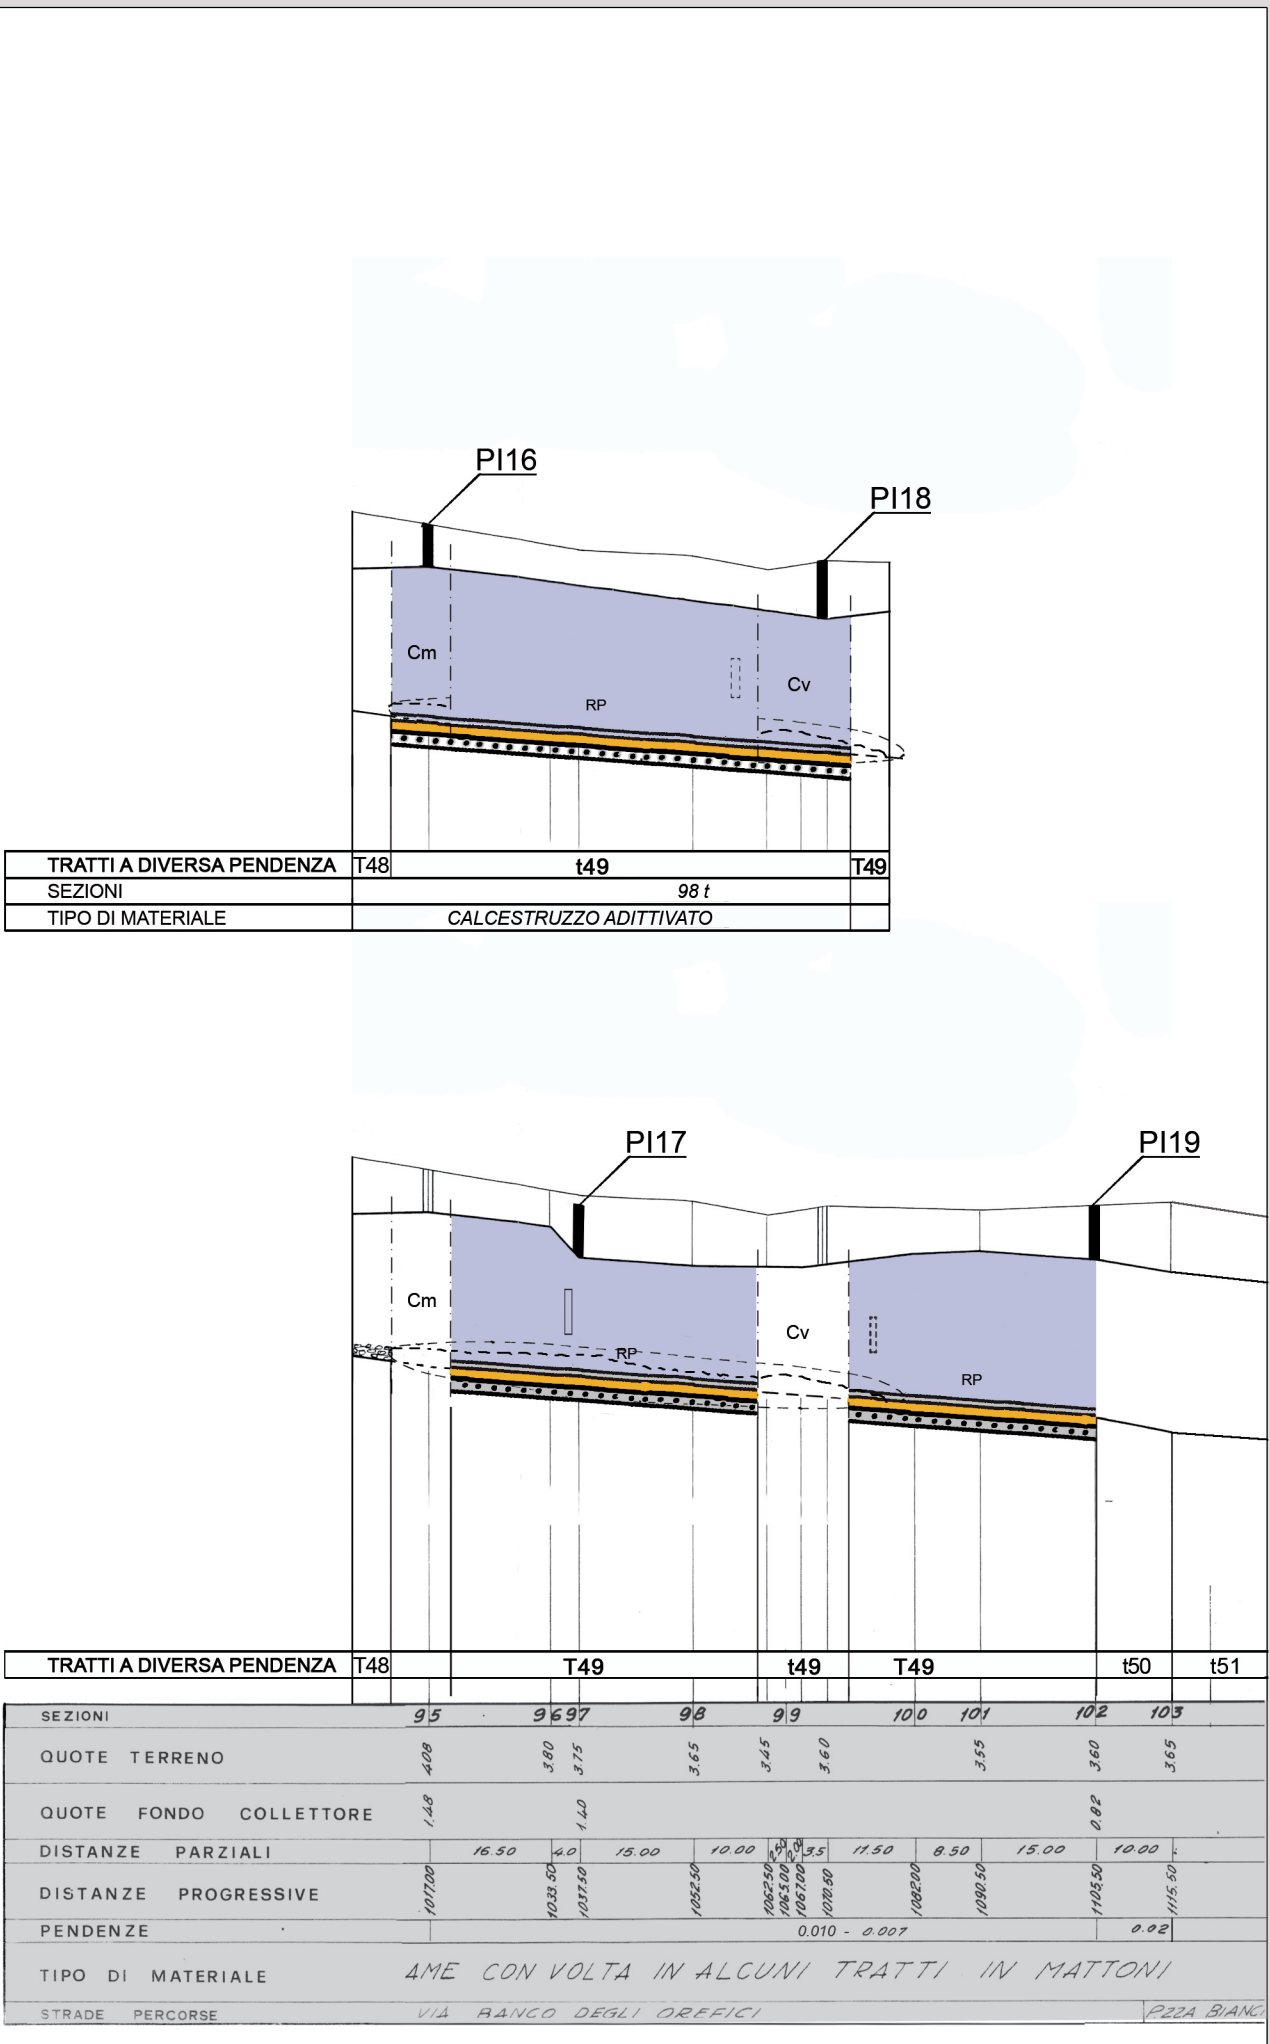 PI16
PI18
Cm
Cv
RP
TRATTI A DIVERSA PENDENZA T48 t49 T49
SEZIONI 98 t
TIPO DI MATERIALE CALCESTRUZZO ADITTIVATO
PI17
PI19
Cm
Cv
RP
RP
TRATTI A DIVERSA PENDENZA T48 T49 t49 T49 t50 t51
SEZIONI 95 96 97 98 99 100 101 102 103
QUOTE TERRENO 408 3.80 3.75 3.65 3.45 3.60 3.55 3.60 3.65
QUOTE FONDO COLLETTORE 1,48 1.40 0.82
DISTANZE PARZIALI 16.50 4.0 15.00 10.00 2.50 2.00 3.5 11.50 8.50 15.00 10.00
DISTANZE PROGRESSIVE 1017.00 1033.50 1037.50 1052.50 1062.50 1065.00 1067.00 1070.50 1082.00 1090.50 1105.50 1115.50
PENDENZE 0.010 - 0.007 0.02
TIPO DI MATERIALE AME CON VOLTA IN ALCUNI TRATTI IN MATTONI
STRADE PERCORSE VIA BANCO DEGLI OREFICI P.ZZA BIANCI